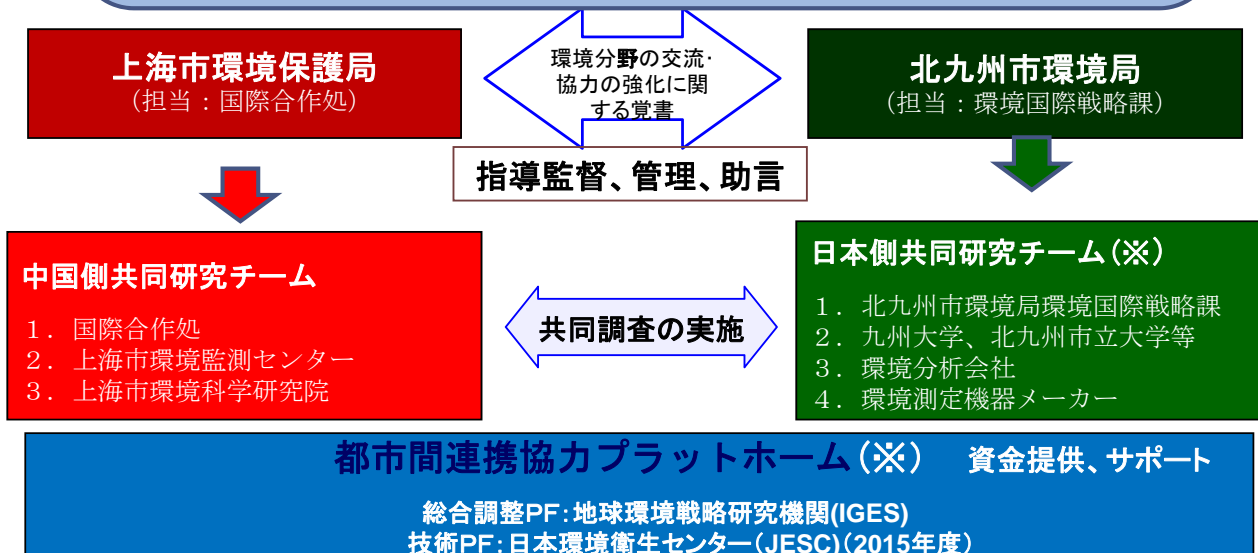 上海市環境保護局
(担当：国際合作処)
環境分野の交流・
協力の強化に関
する覚書
北九州市環境局
(担当：環境国際戦略課)
指導監督、管理、助言
中国側共同研究チーム
１．国際合作処
２．上海市環境監測センター
３．上海市環境科学研究院
共同調査の実施
日本側共同研究チーム(※)
１．北九州市環境局環境国際戦略課
２．九州大学、北九州市立大学等
３．環境分析会社
４．環境測定機器メーカー
都市間連携協力プラットホーム(※) 資金提供、サポート
総合調整PF：地球環境戦略研究機関(IGES)
技術PF：日本環境衛生センター(JESC)(2015年度)